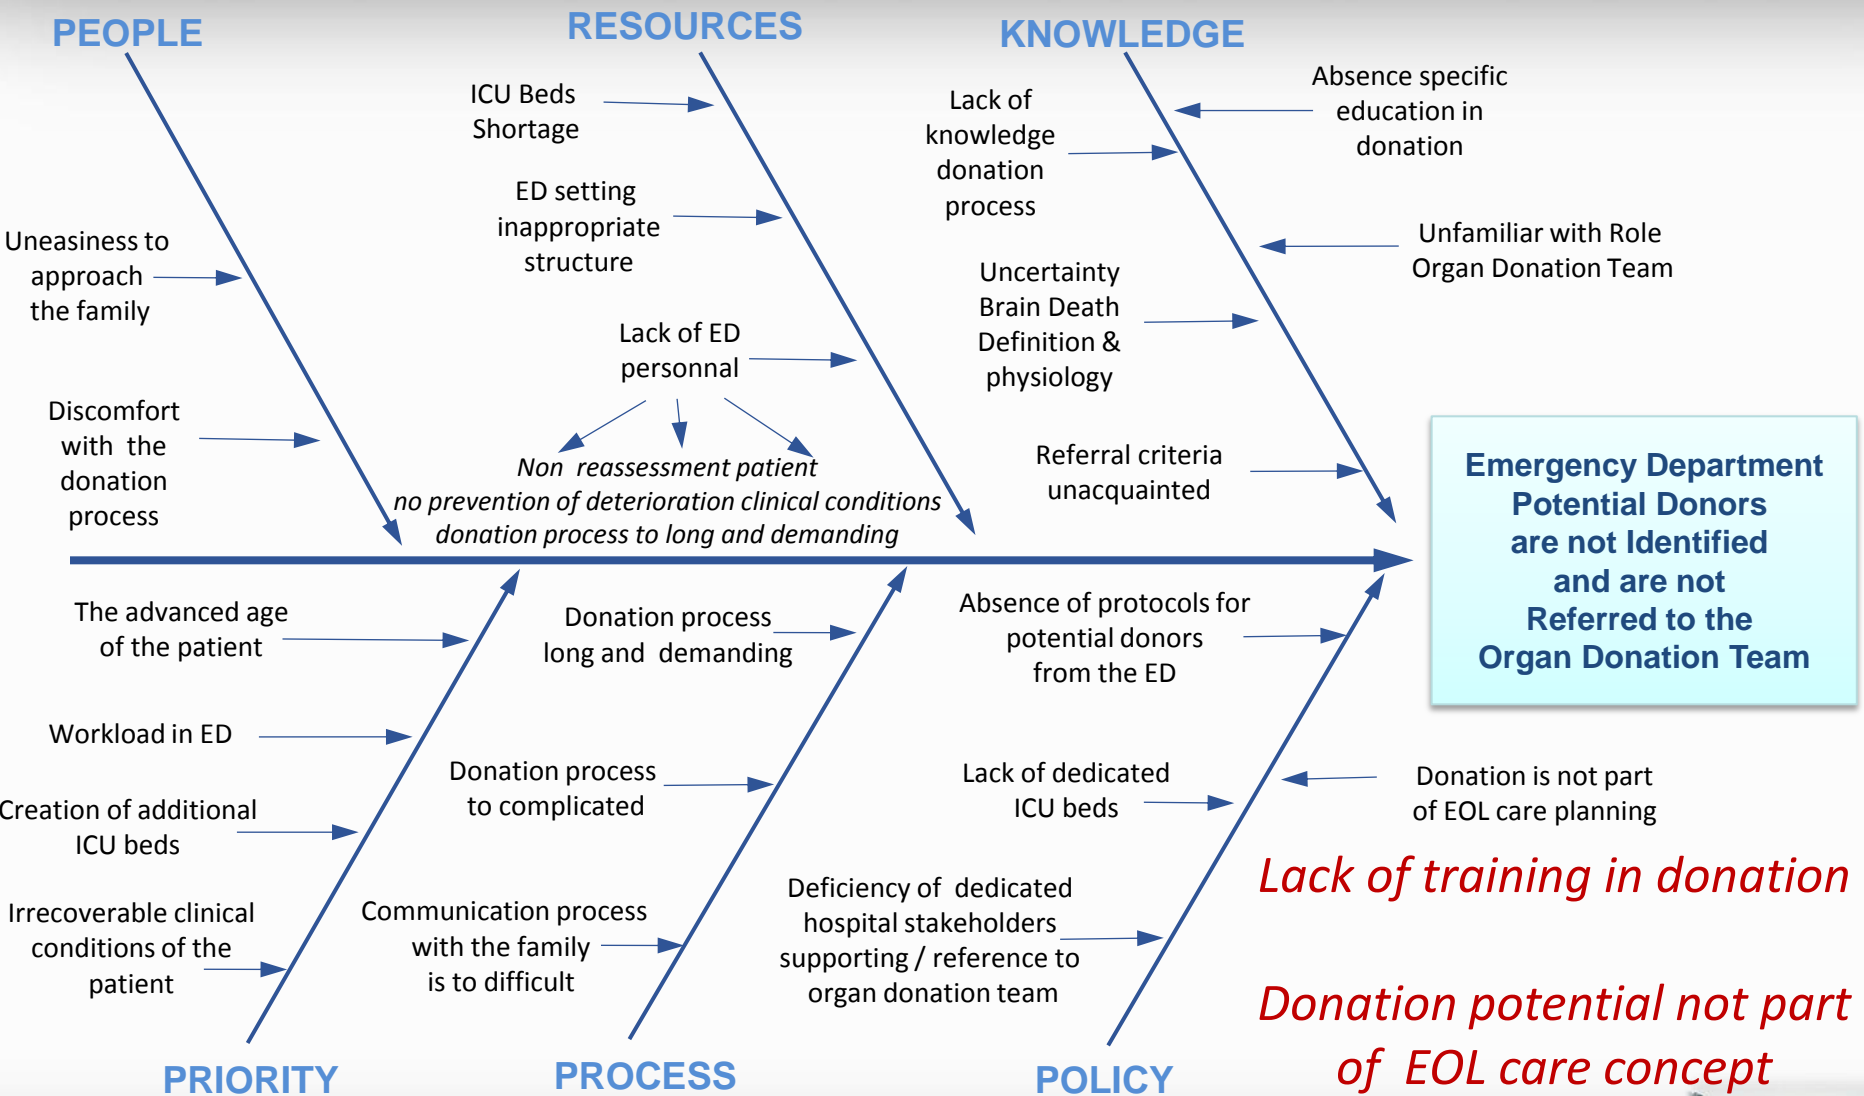 PEOPLE
RESOURCES
KNOWLEDGE
Uneasiness to
approach
the family
Discomfort
with the
donation
process
ICU Beds
Shortage
ED setting
inappropriate
structure
Lack of ED
personnal
Non reassessment patient
no prevention of deterioration clinical conditions
donation process to long and demanding
Lack of
knowledge
donation
process
Absence specific
education in
donation
Uncertainty
Brain Death
Definition &
physiology
Unfamiliar with Role
Organ Donation Team
Referral criteria
unacquainted
Emergency Department
Potential Donors
are not Identified
and are not
Referred to the
Organ Donation Team
The advanced age
of the patient
Workload in ED
Creation of additional
ICU beds
Irrecoverable clinical
conditions of the
patient
Donation process
long and demanding
Donation process
to complicated
Communication process
with the family
is to difficult
Absence of protocols for
potential donors
from the ED
Lack of dedicated
ICU beds
Donation is not part
of EOL care planning
Deficiency of dedicated
hospital stakeholders
supporting / reference to
organ donation team
Lack of training in donation
Donation potential not part
of EOL care concept
PRIORITY
PROCESS
POLICY